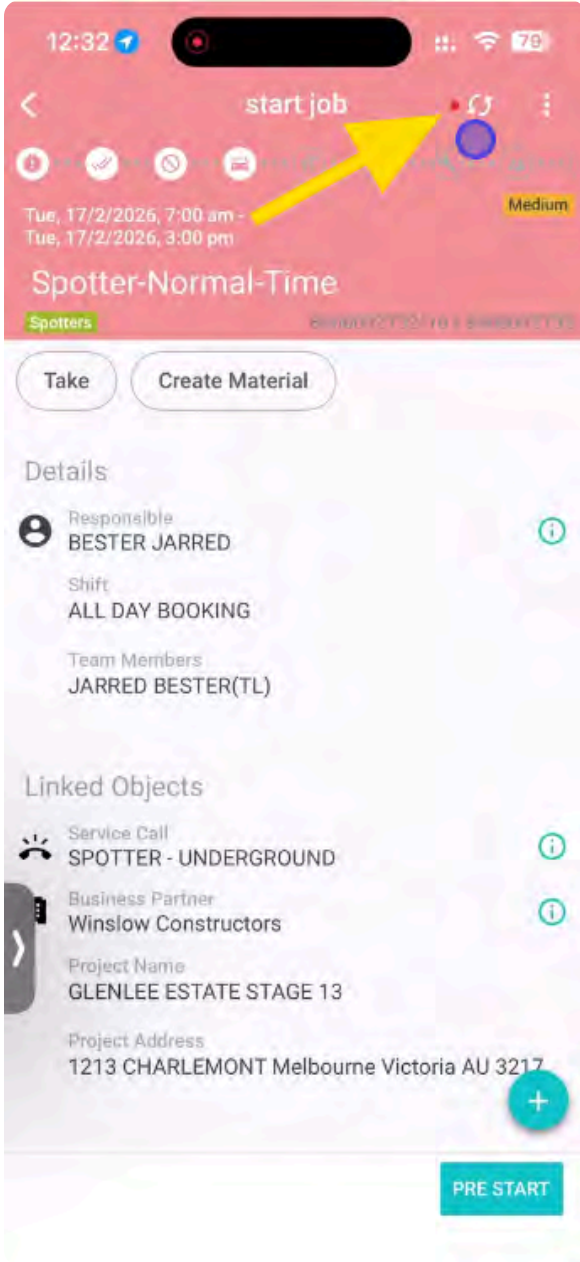 12:32
79
start job
Tue, 17/2/2026, 7:00 am -
Tue, 17/2/2026, 3:00 pm
Medium
Spotter-Normal-Time
Spotters
Take
Create Material
Details
Responsible
BESTER JARRED
Shift
ALL DAY BOOKING
Team Members
JARRED BESTER(TL)
Linked Objects
Service Call
SPOTTER - UNDERGROUND
Business Partner
Winslow Constructors
Project Name
GLENLEE ESTATE STAGE 13
Project Address
1213 CHARLEMONT Melbourne Victoria AU 3217
+
PRE START